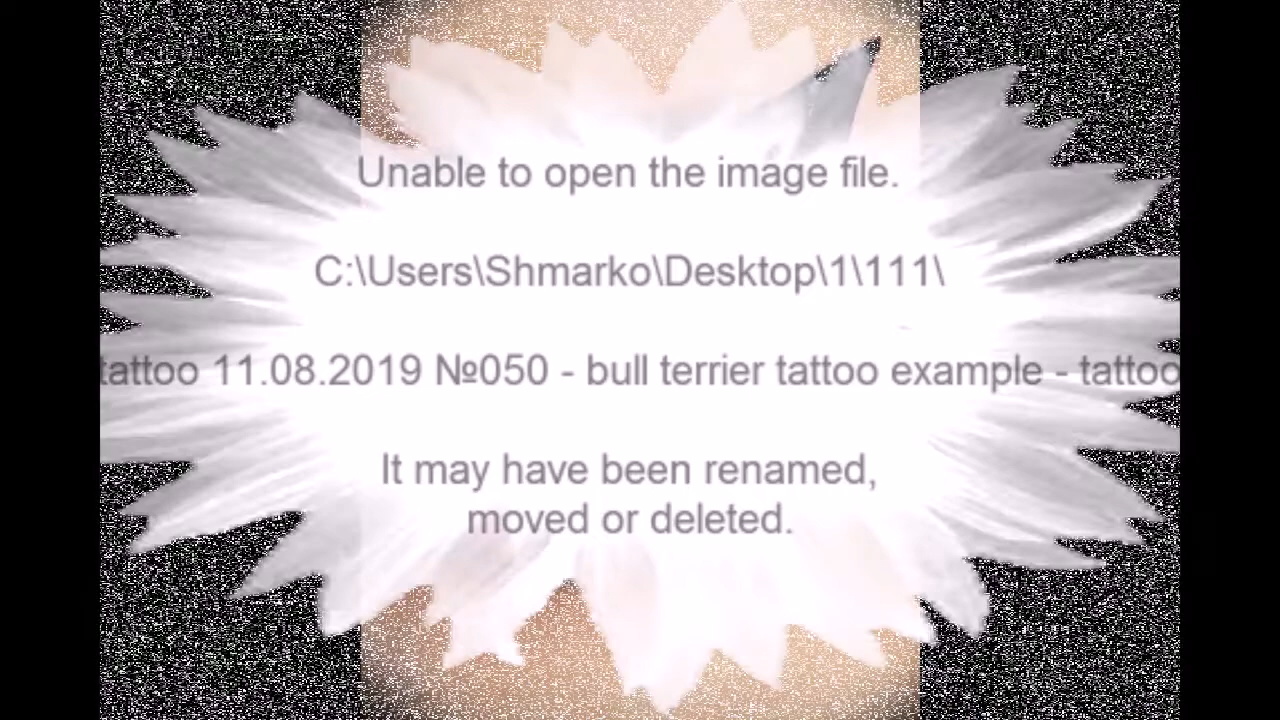 Unable to open the image file.
C:\Users\Shmarko\Desktop\1\111\
tattoo 11.08.2019 №050 - bull terrier tattoo example - tattoo
It may have been renamed,
moved or deleted.